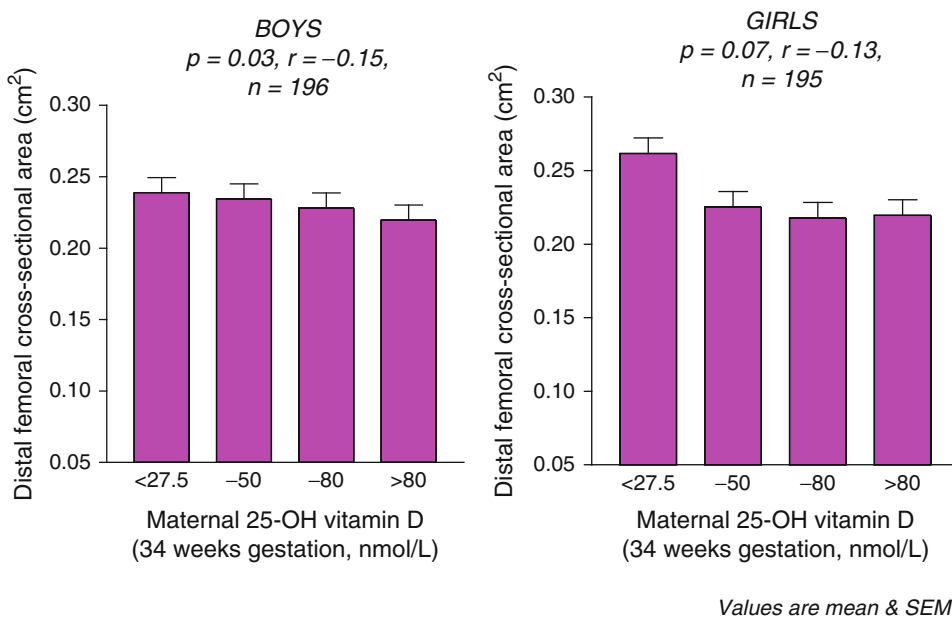 BOYS
p = 0.03, r = −0.15,
n = 196
Distal femoral cross-sectional area (cm²)
0.30
0.25
0.20
0.15
0.10
0.05
<27.5
−50
−80
>80
Maternal 25-OH vitamin D
(34 weeks gestation, nmol/L)
GIRLS
p = 0.07, r = −0.13,
n = 195
Distal femoral cross-sectional area (cm²)
0.30
0.25
0.20
0.15
0.10
0.05
<27.5
−50
−80
>80
Maternal 25-OH vitamin D
(34 weeks gestation, nmol/L)
Values are mean & SEM